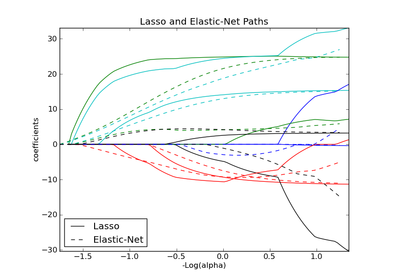 Lasso and Elastic-Net Paths
30
20
10
0
−10
−20
−30
coefficients
Lasso
Elastic-Net
−1.5
−1.0
−0.5
0.0
0.5
1.0
-Log(alpha)